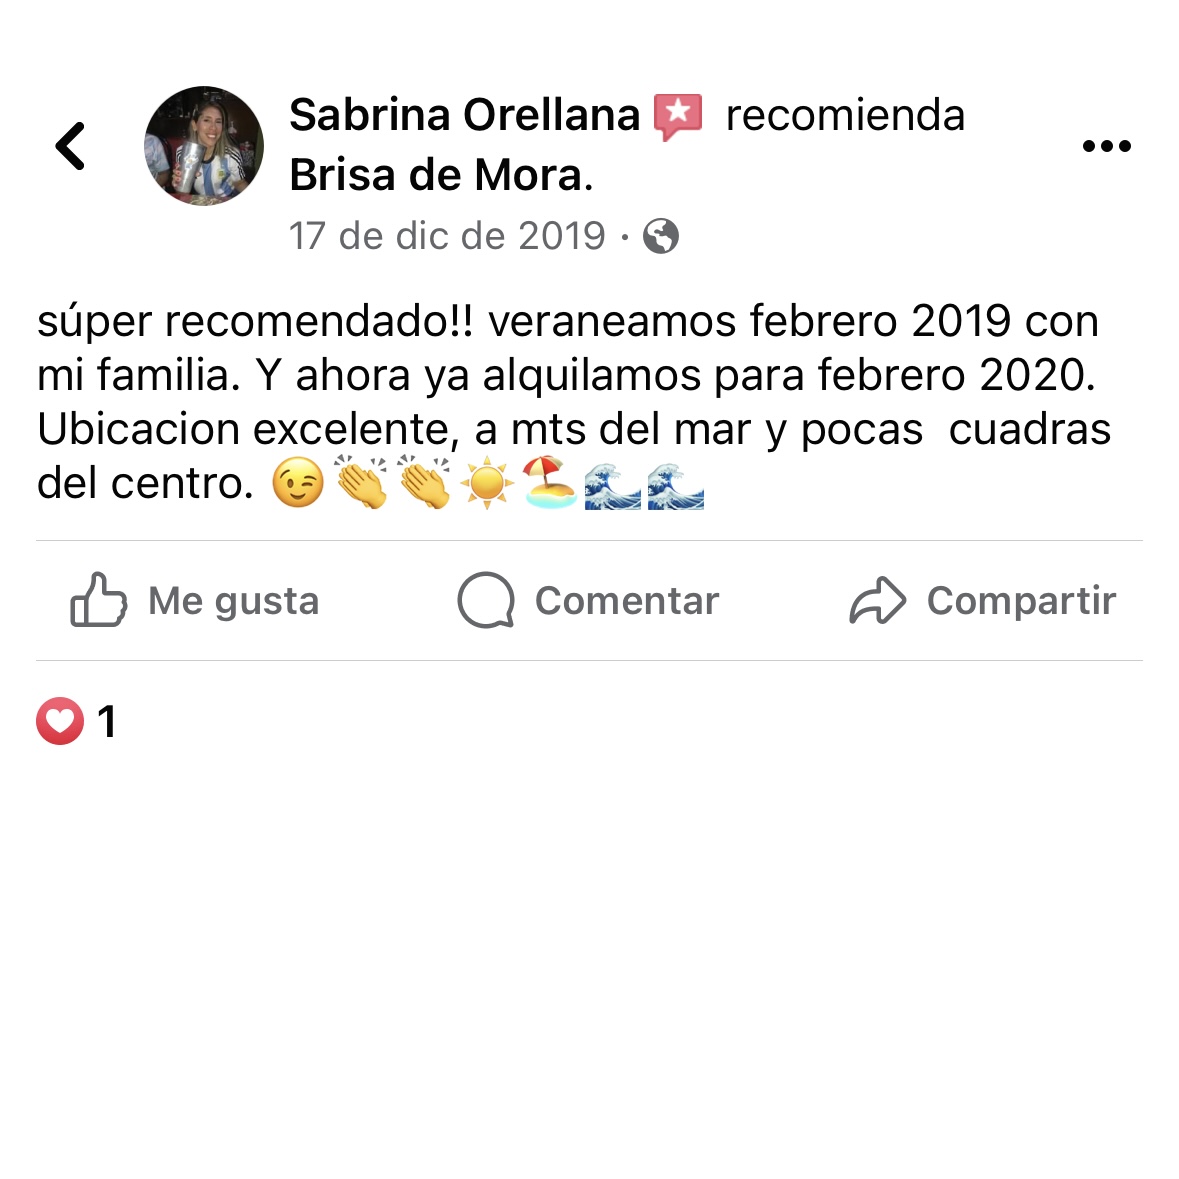 Sabrina Orellana recomienda
Brisa de Mora.
17 de dic de 2019 ·
súper recomendado!! veraneamos febrero 2019 con
mi familia. Y ahora ya alquilamos para febrero 2020.
Ubicacion excelente, a mts del mar y pocas  cuadras
del centro. 😉👏👏☀️🏖️🌊🌊
Me gusta Comentar Compartir
1